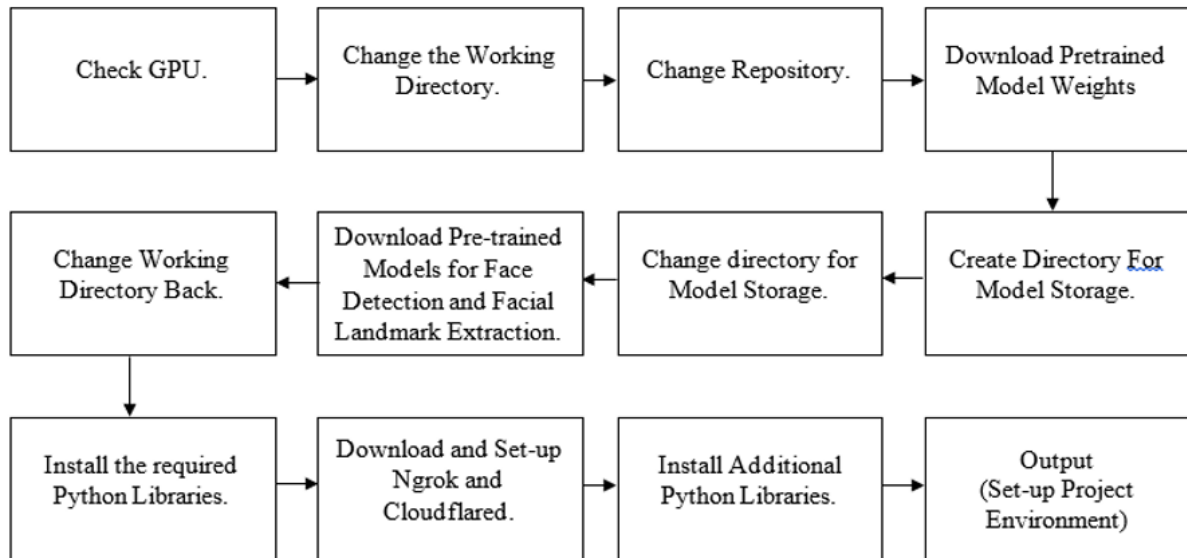 Check GPU.
Change the Working
Directory.
Change Repository.
Download Pretrained
Model Weights
Create Directory For
Model Storage.
Change directory for
Model Storage.
Download Pre-trained
Models for Face
Detection and Facial
Landmark Extraction.
Change Working
Directory Back.
Install the required
Python Libraries.
Download and Set-up
Ngrok and
Cloudflared.
Install Additional
Python Libraries.
Output
(Set-up Project
Environment)